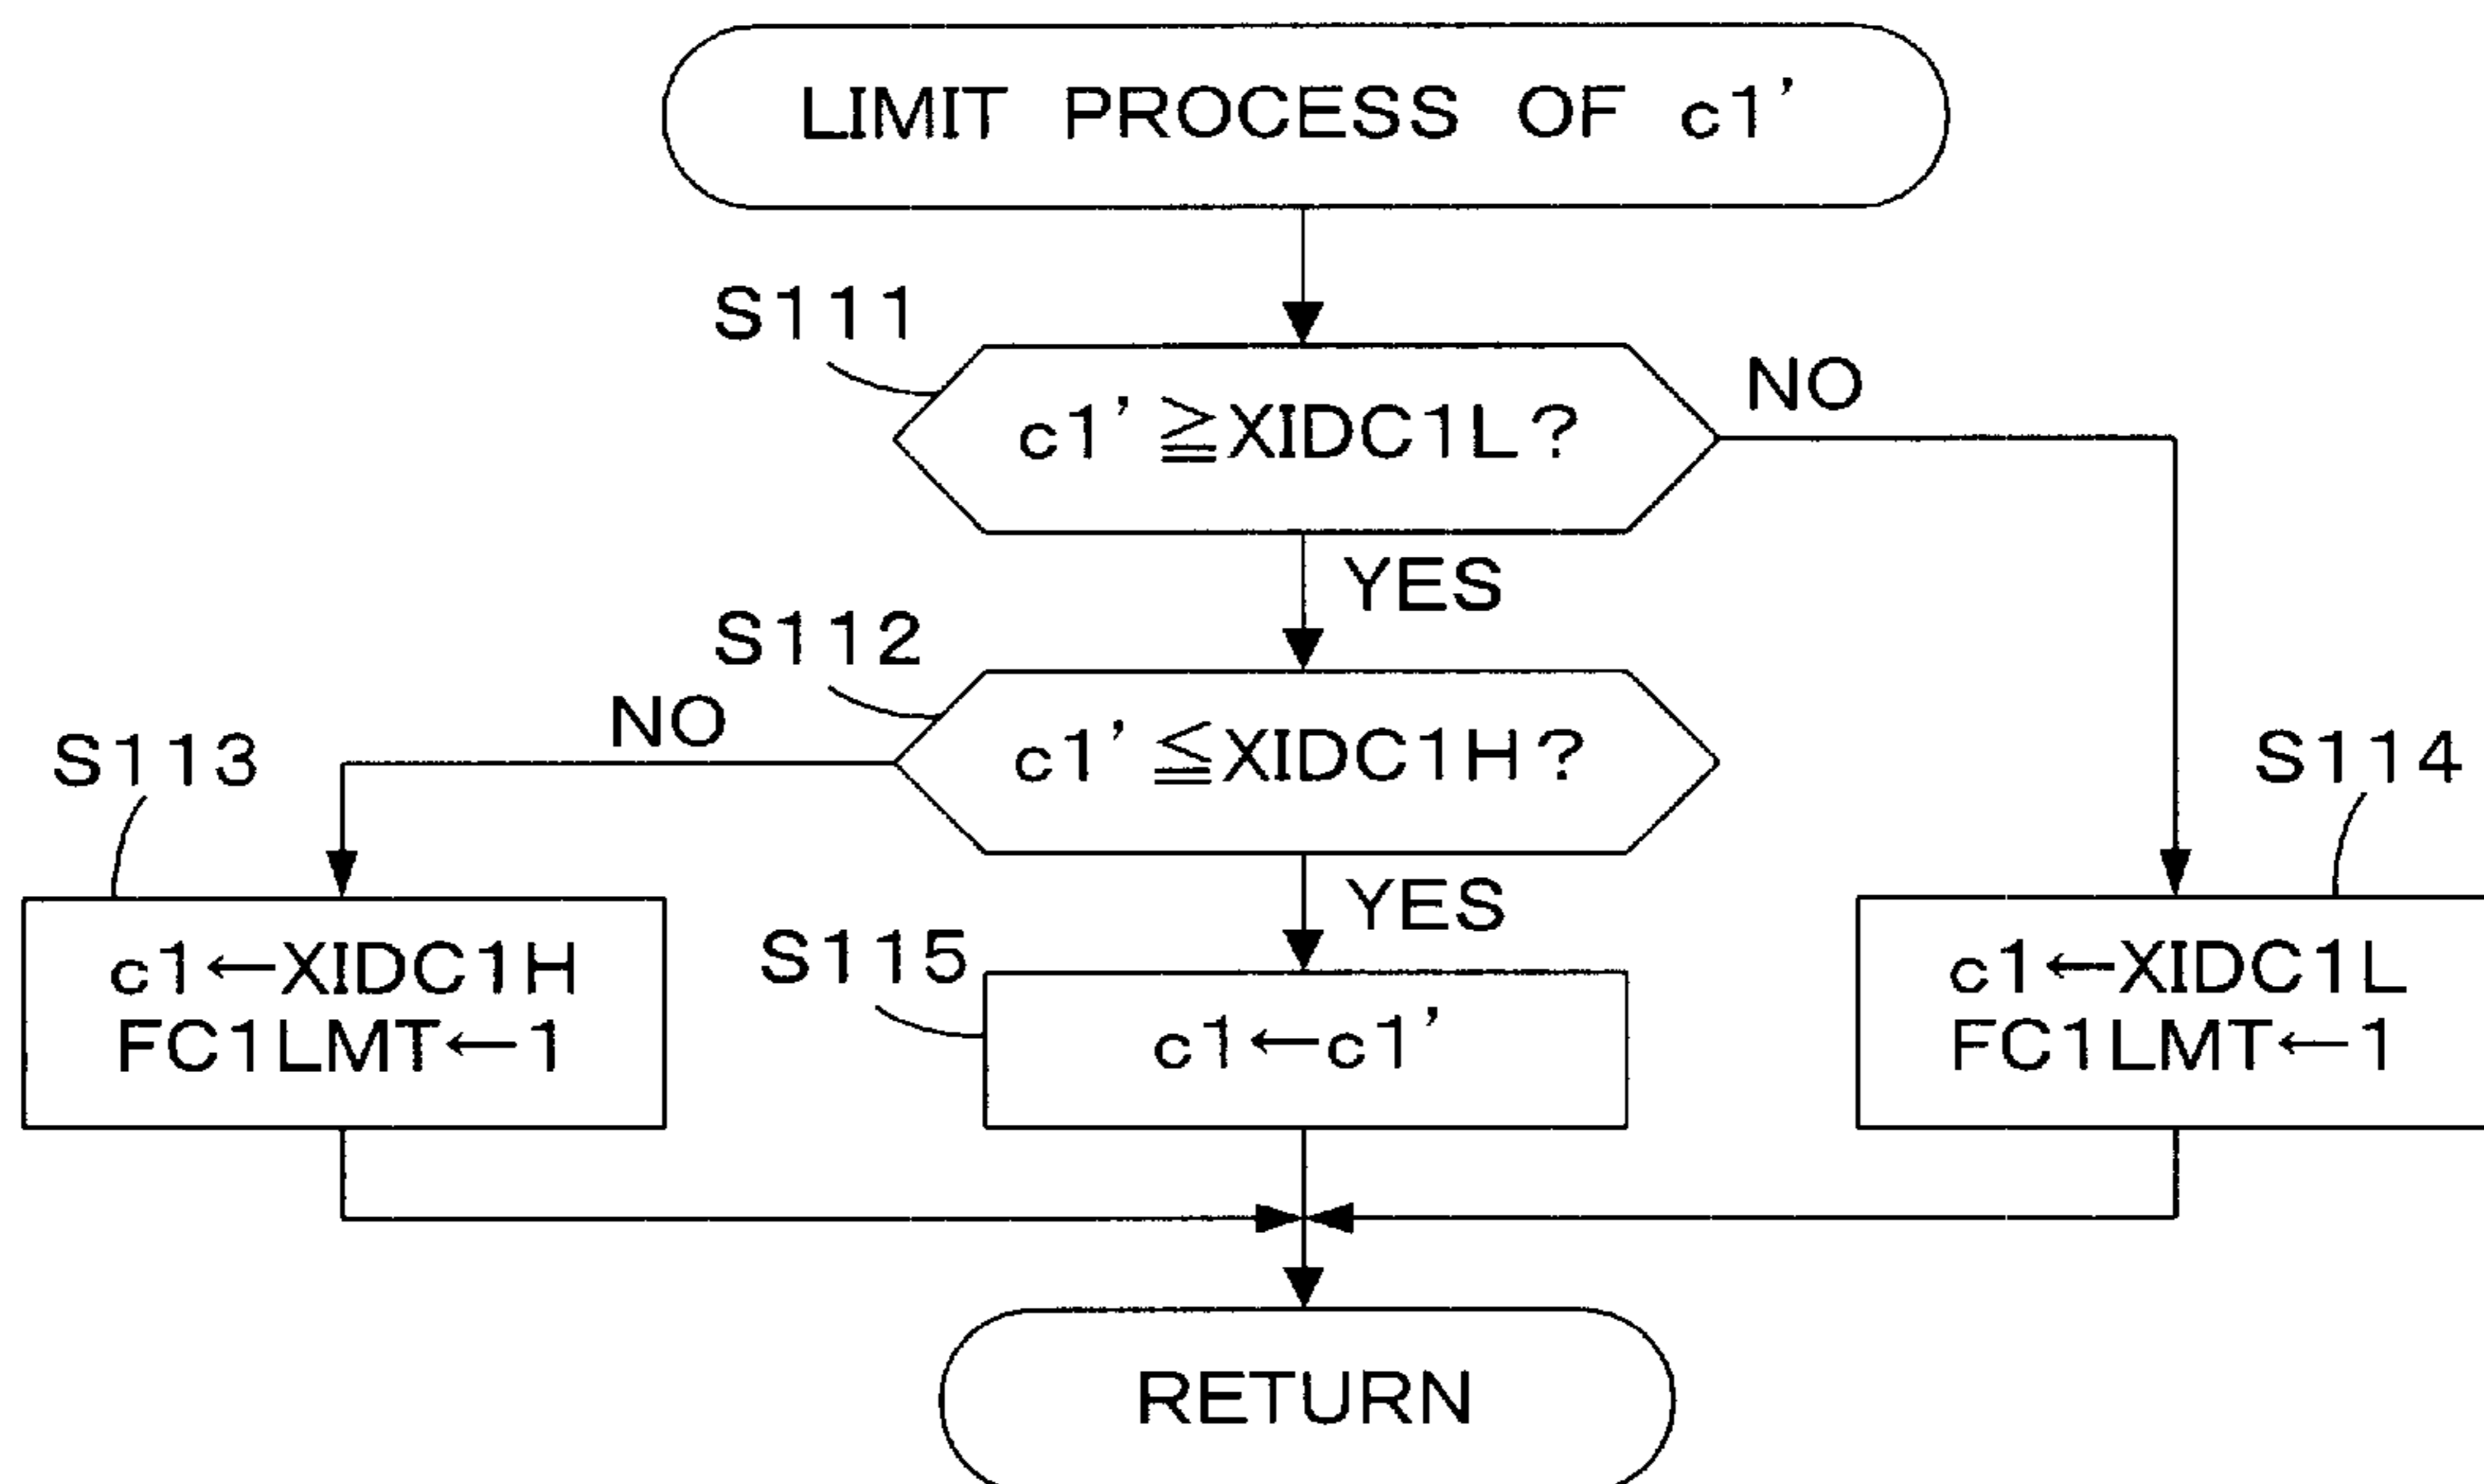 LIMIT PROCESS OF c1'
S111
c1'≧XIDC1L?
NO
YES
S112
c1'≦XIDC1H?
NO
YES
S113
c1←XIDC1H
FC1LMT←1
S115
c1←c1'
S114
c1←XIDC1L
FC1LMT←1
RETURN